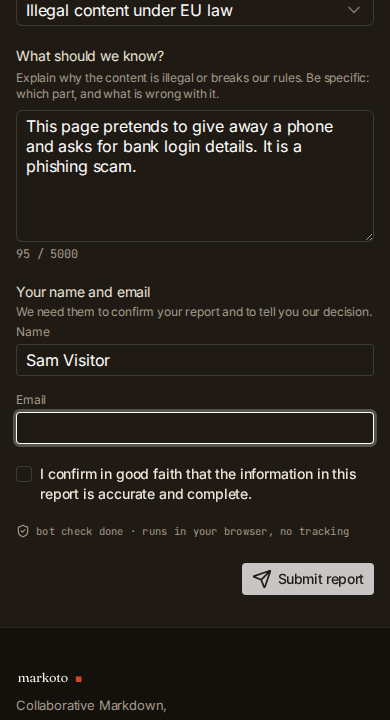 Illegal content under EU law
What should we know?
Explain why the content is illegal or breaks our rules. Be specific:
which part, and what is wrong with it.
This page pretends to give away a phone
and asks for bank login details. It is a
phishing scam.
95 / 5000
Your name and email
We need them to confirm your report and to tell you our decision.
Name
Sam Visitor
Email
I confirm in good faith that the information in this
report is accurate and complete.
bot check done · runs in your browser, no tracking
Submit report
markoto
Collaborative Markdown,